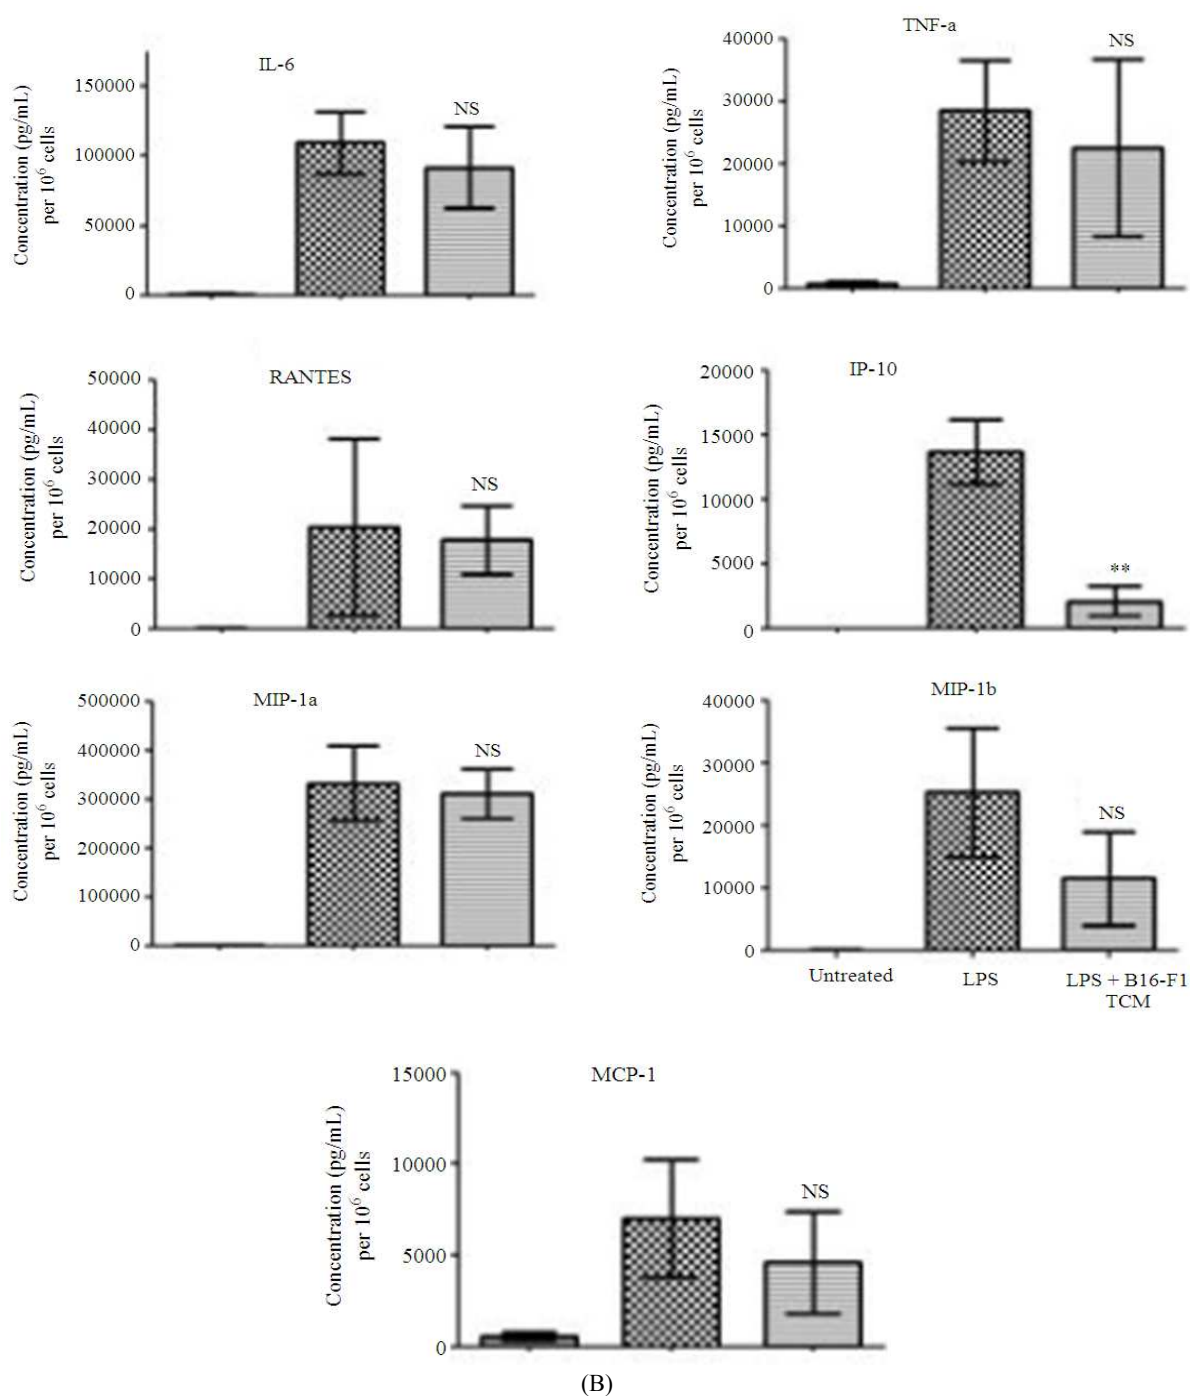 IL-6
Concentration (pg/mL)
per 10⁶ cells
150000
100000
50000
0
NS
TNF-a
Concentration (pg/mL)
per 10⁶ cells
40000
30000
20000
10000
0
NS
RANTES
Concentration (pg/mL)
per 10⁶ cells
50000
40000
30000
20000
10000
0
NS
IP-10
Concentration (pg/mL)
per 10⁶ cells
20000
15000
10000
5000
0
**
MIP-1a
Concentration (pg/mL)
per 10⁶ cells
500000
400000
300000
200000
100000
0
NS
MIP-1b
Concentration (pg/mL)
per 10⁶ cells
40000
30000
20000
10000
0
NS
Untreated
LPS
LPS + B16-F1
TCM
MCP-1
Concentration (pg/mL)
per 10⁶ cells
15000
10000
5000
0
NS
(B)